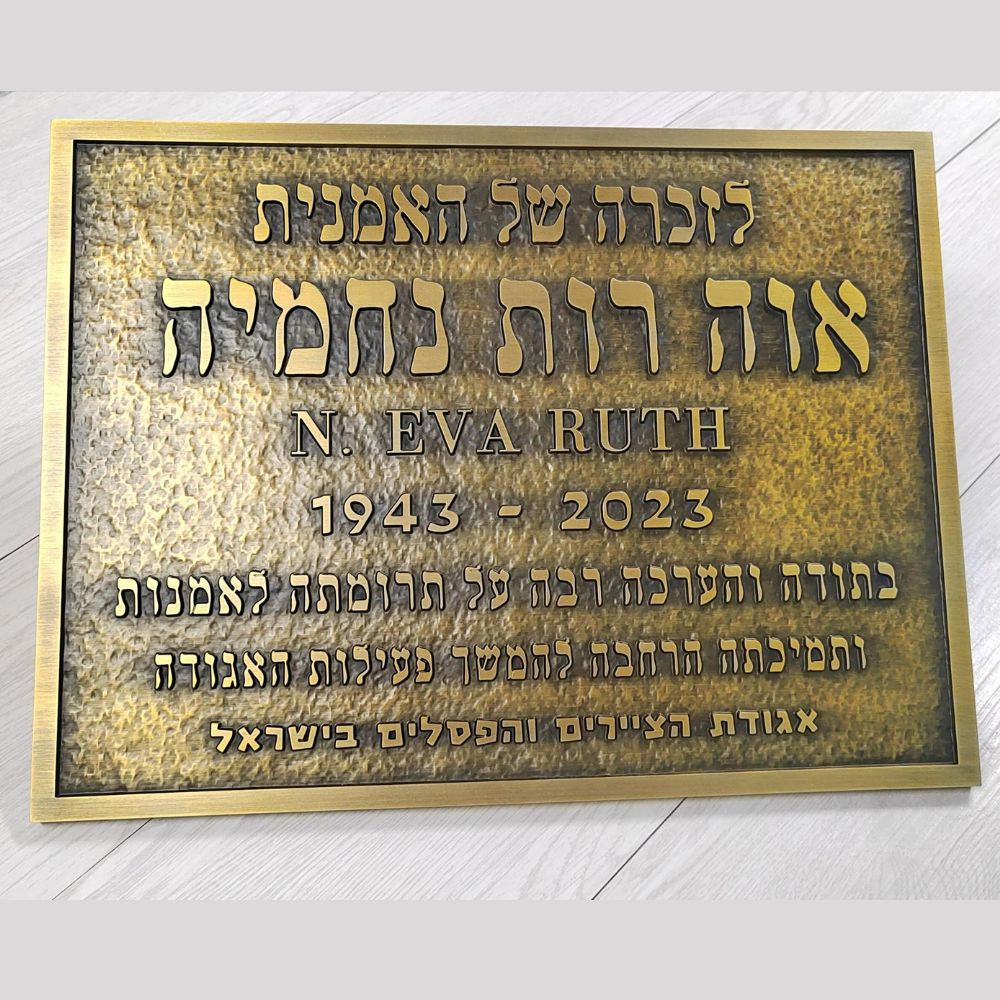 לזכרה של האמנית
אוה רות נחמיה
N. EVA RUTH
1943 - 2023
בתודה והערכה רבה על תרומתה לאמנות
ותמיכתה הרחבה להמשך פעילות האגודה
אגודת הציירים והפסלים בישראל